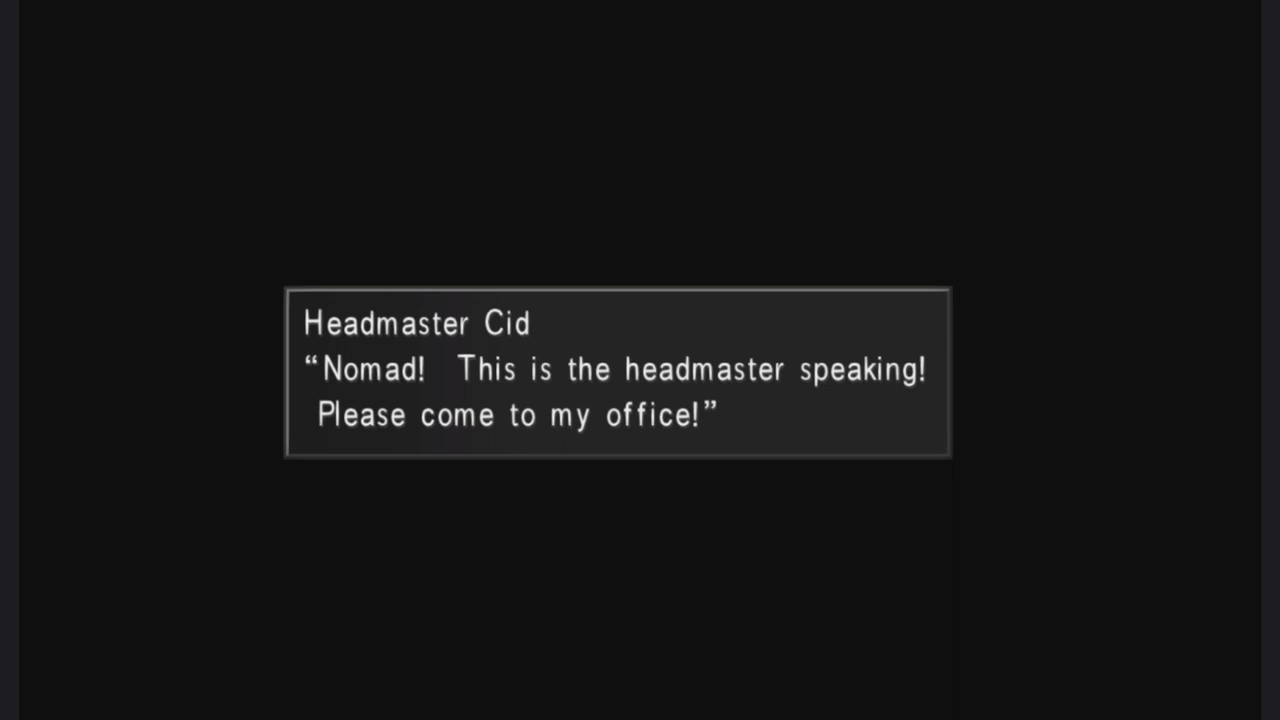 Headmaster Cid
“Nomad!  This is the headmaster speaking!
Please come to my office!”